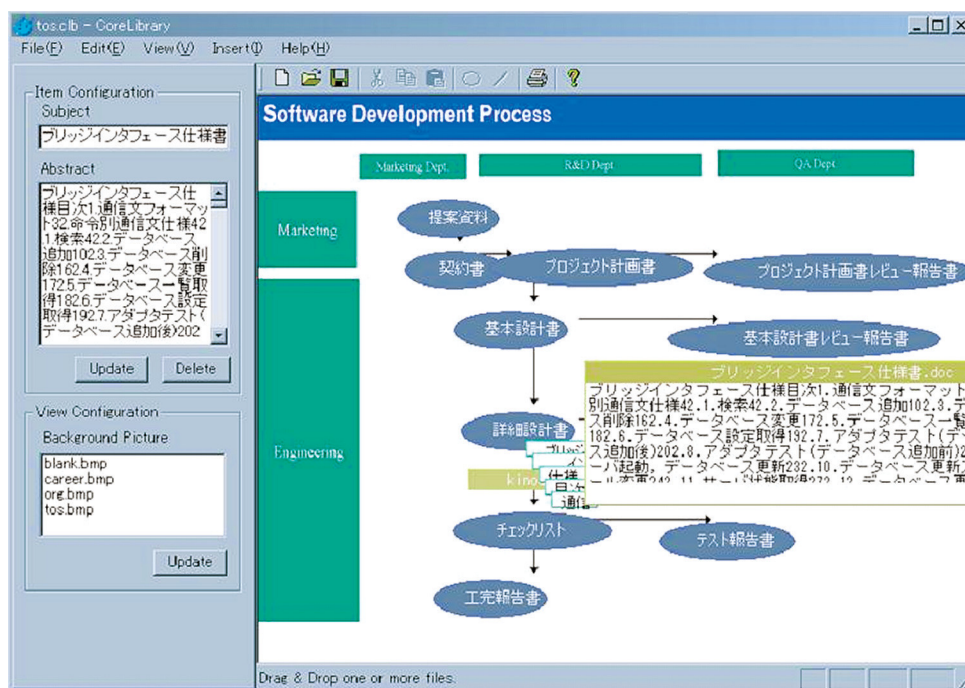 tos.clb - CoreLibrary
File(F) Edit(E) View(V) Insert(I) Help(H)
Item Configuration
Subject
ブリッジインタフェース仕様書
Abstract
ブリッジインタフェース仕
様目次1.通信文フォーマッ
ト32.命令別通信文仕様42
.1.検索42.2.データベース
追加102.3.データベース削
除162.4.データベース変更
172.5.データベース一覧取
得182.6.データベース設定
取得192.7.アダプタテスト(
データベース追加後)202
Update Delete
View Configuration
Background Picture
blank.bmp
career.bmp
org.bmp
tos.bmp
Update
Software Development Process
Marketing Dept. R&D Dept. QA Dept.
Marketing
提案資料
契約書 プロジェクト計画書 プロジェクト計画書レビュー報告書
基本設計書 基本設計書レビュー報告書
Engineering
詳細設計書
ブリッジインタフェース仕様書.doc
ブリッジインタフェース仕様目次1.通信文フォーマット
別通信文仕様42.1.検索42.2.データベース追加102.3.デ
ス削除162.4.データベース変更172.5.データベース一覧
182.6.データベース設定取得192.7.アダプタテスト(デー
ス追加後)202.8.アダプタテスト(データベース追加前)2
ーバ起動，データベース更新232.10.データベース更新ス
ブリッジ
イン
仕様
目次
通信
kino
チェックリスト テスト報告書
工完報告書
Drag & Drop one or more files.